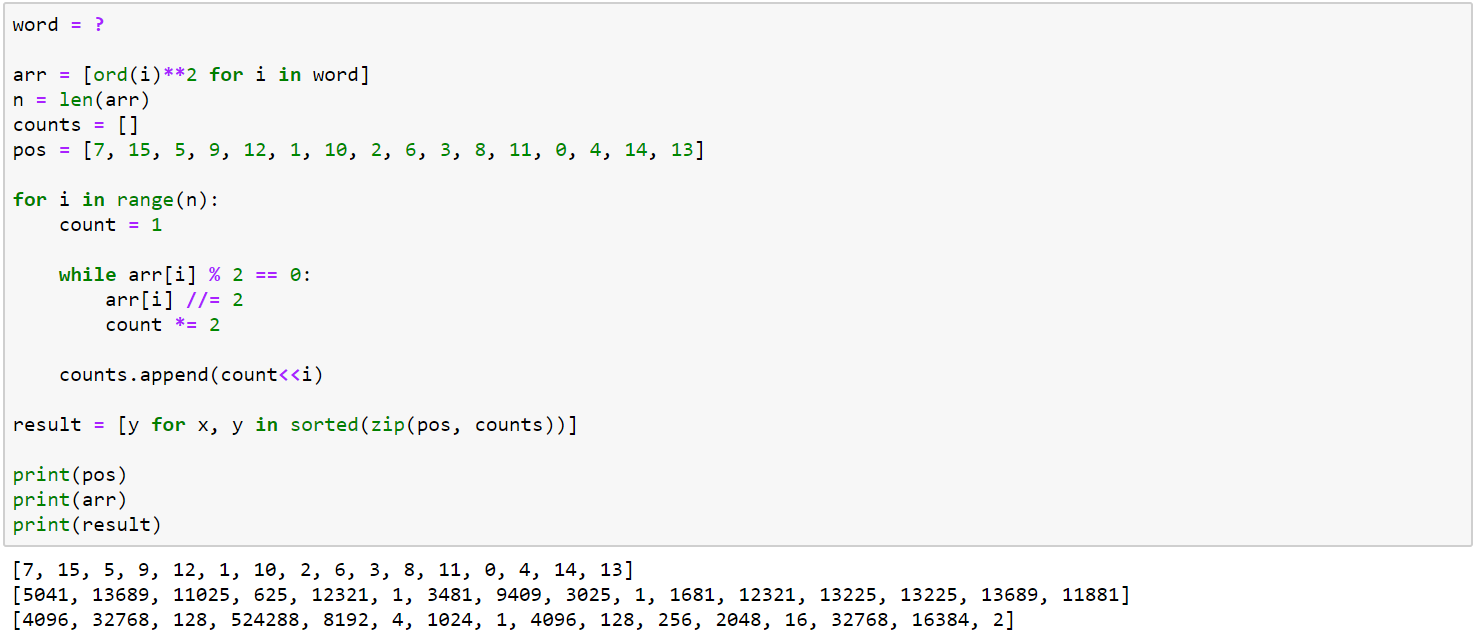 word = ?
arr = [ord(i)**2 for i in word]
n = len(arr)
counts = []
pos = [7, 15, 5, 9, 12, 1, 10, 2, 6, 3, 8, 11, 0, 4, 14, 13]
for i in range(n):
    count = 1
    while arr[i] % 2 == 0:
        arr[i] //= 2
        count *= 2
    counts.append(count<<i)
result = [y for x, y in sorted(zip(pos, counts))]
print(pos)
print(arr)
print(result)
[7, 15, 5, 9, 12, 1, 10, 2, 6, 3, 8, 11, 0, 4, 14, 13]
[5041, 13689, 11025, 625, 12321, 1, 3481, 9409, 3025, 1, 1681, 12321, 13225, 13225, 13689, 11881]
[4096, 32768, 128, 524288, 8192, 4, 1024, 1, 4096, 128, 256, 2048, 16, 32768, 16384, 2]